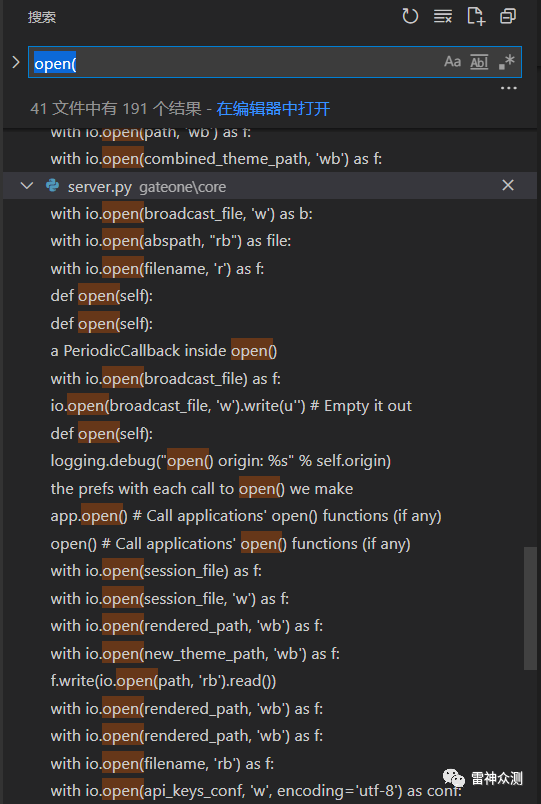 搜索
open(
Aa Abl .*
41 文件中有 191 个结果 - 在编辑器中打开
with io.open(path, 'wb') as f:
with io.open(combined_theme_path, 'wb') as f:
server.py gateone\core
with io.open(broadcast_file, 'w') as b:
with io.open(abspath, "rb") as file:
with io.open(filename, 'r') as f:
def open(self):
def open(self):
a PeriodicCallback inside open()
with io.open(broadcast_file) as f:
io.open(broadcast_file, 'w').write(u'') # Empty it out
def open(self):
logging.debug("open() origin: %s" % self.origin)
the prefs with each call to open() we make
app.open() # Call applications' open() functions (if any)
open() # Call applications' open() functions (if any)
with io.open(session_file) as f:
with io.open(session_file, 'w') as f:
with io.open(rendered_path, 'wb') as f:
with io.open(new_theme_path, 'wb') as f:
f.write(io.open(path, 'rb').read())
with io.open(rendered_path, 'wb') as f:
with io.open(rendered_path, 'wb') as f:
with io.open(filename, 'rb') as f:
with io.open(api_keys_conf, 'w', encoding='utf-8') as conf:
雷神众测